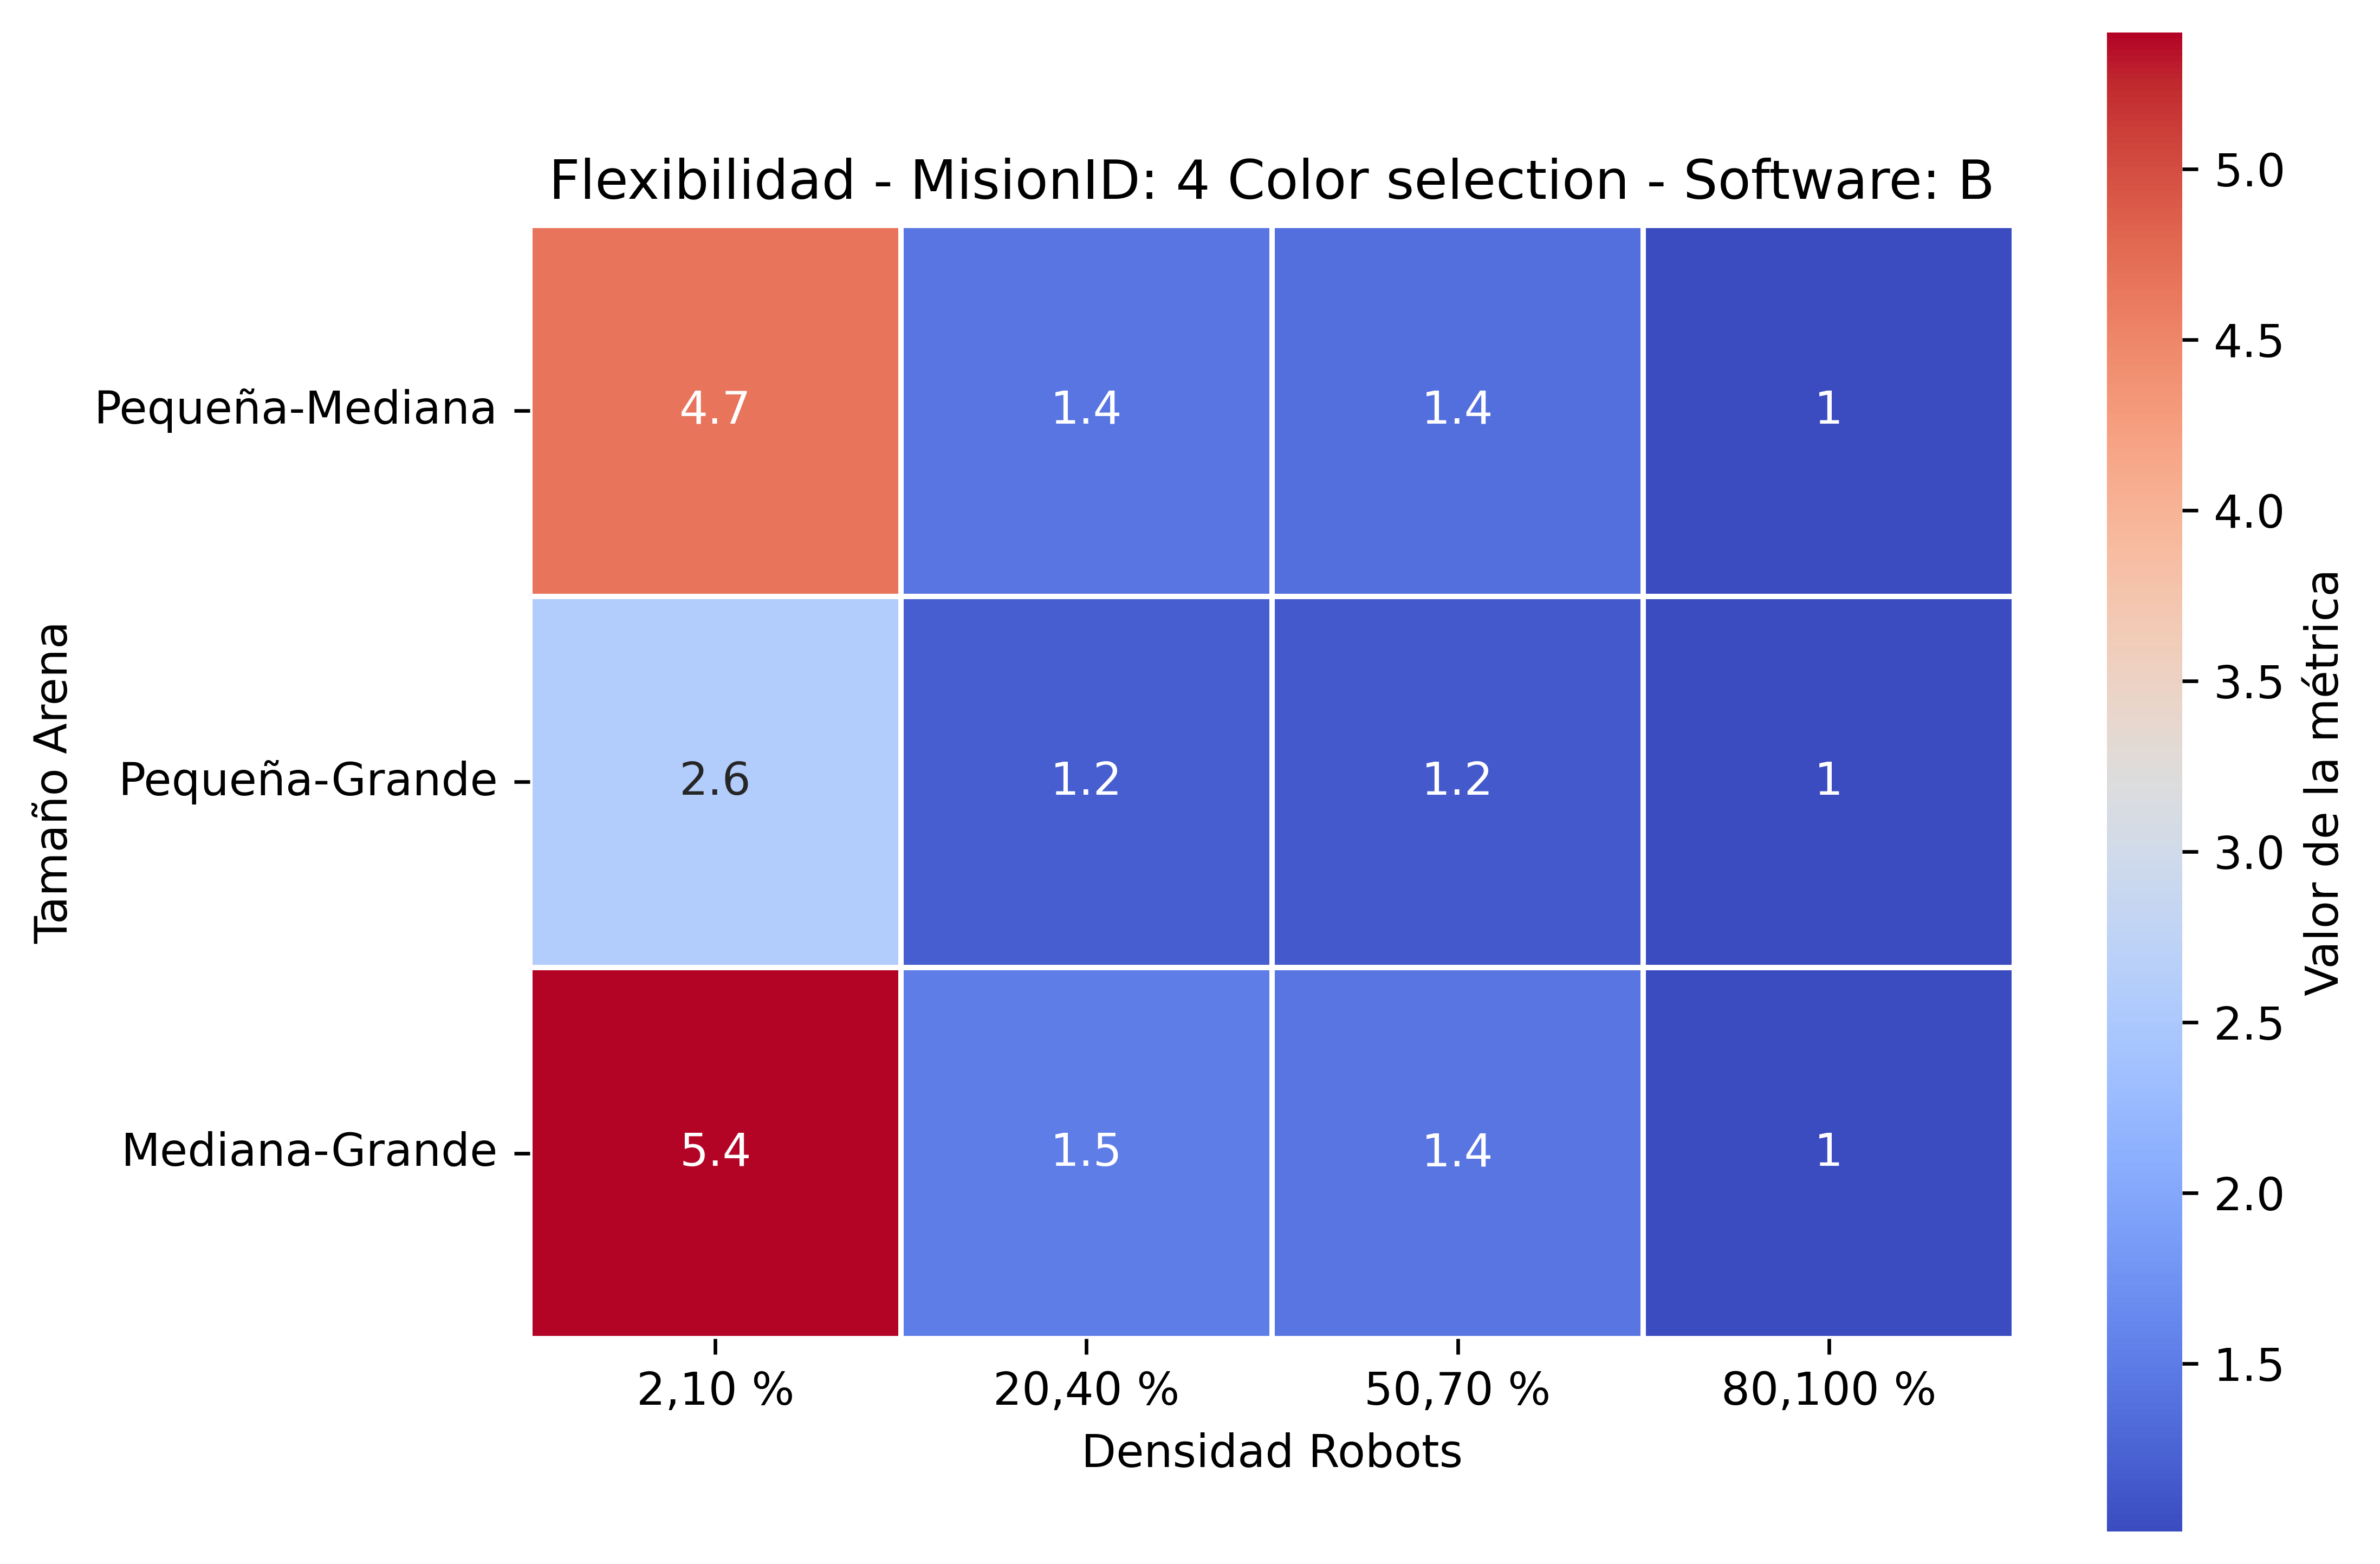 Flexibilidad - MisionID: 4 Color selection - Software: B
Tamaño Arena
Pequeña-Mediana
4.7 1.4 1.4 1
Pequeña-Grande
2.6 1.2 1.2 1
Mediana-Grande
5.4 1.5 1.4 1
2,10 % 20,40 % 50,70 % 80,100 %
Densidad Robots
5.0
4.5
4.0
3.5
3.0
2.5
2.0
1.5
Valor de la métrica